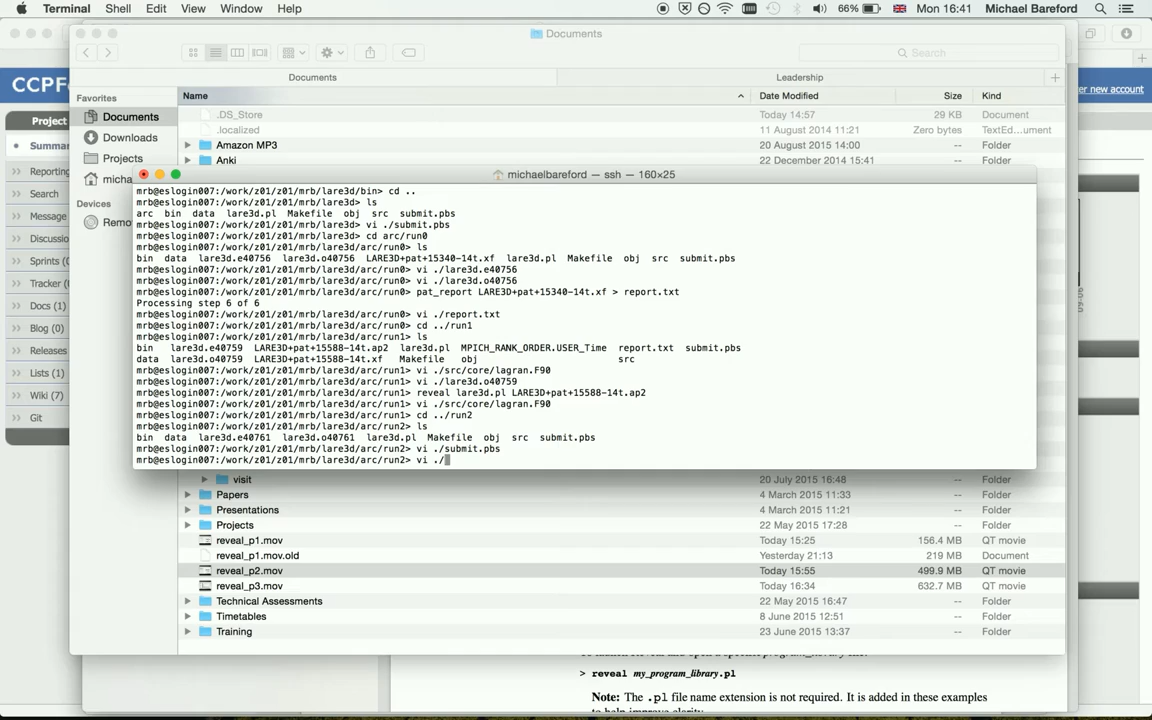 Terminal Shell Edit View Window Help 66% Mon 16:41 Michael Bareford
Documents
Search
Documents Leadership
CCPF
er new account
Favorites
Name Date Modified Size Kind
Documents
.DS_Store Today 14:57 29 KB Document
Project
Downloads
.localized 11 August 2014 11:21 Zero bytes TextEd...ument
Summar
Projects
Amazon MP3 20 August 2015 14:00 -- Folder
Anki 22 December 2014 15:41 -- Folder
Reporting
micha
Search
Devices
Message
Remo
Discussio
Sprints (
Tracker (
Docs (1)
Blog (0)
Releases
Lists (1)
Wiki (7)
Git
michaelbareford — ssh — 160×25
mrb@eslogin007:/work/z01/z01/mrb/lare3d/bin> cd ..
mrb@eslogin007:/work/z01/z01/mrb/lare3d> ls
arc bin data lare3d.pl Makefile obj src submit.pbs
mrb@eslogin007:/work/z01/z01/mrb/lare3d> vi ./submit.pbs
mrb@eslogin007:/work/z01/z01/mrb/lare3d> cd arc/run0
mrb@eslogin007:/work/z01/z01/mrb/lare3d/arc/run0> ls
bin data lare3d.e40756 lare3d.o40756 LARE3D+pat+15340-14t.xf lare3d.pl Makefile obj src submit.pbs
mrb@eslogin007:/work/z01/z01/mrb/lare3d/arc/run0> vi ./lare3d.e40756
mrb@eslogin007:/work/z01/z01/mrb/lare3d/arc/run0> vi ./lare3d.o40756
mrb@eslogin007:/work/z01/z01/mrb/lare3d/arc/run0> pat_report LARE3D+pat+15340-14t.xf > report.txt
Processing step 6 of 6
mrb@eslogin007:/work/z01/z01/mrb/lare3d/arc/run0> vi ./report.txt
mrb@eslogin007:/work/z01/z01/mrb/lare3d/arc/run0> cd ../run1
mrb@eslogin007:/work/z01/z01/mrb/lare3d/arc/run1> ls
bin lare3d.e40759 LARE3D+pat+15588-14t.ap2 lare3d.pl MPICH_RANK_ORDER.USER_Time report.txt submit.pbs
data lare3d.o40759 LARE3D+pat+15588-14t.xf Makefile obj src
mrb@eslogin007:/work/z01/z01/mrb/lare3d/arc/run1> vi ./src/core/lagran.F90
mrb@eslogin007:/work/z01/z01/mrb/lare3d/arc/run1> vi ./lare3d.o40759
mrb@eslogin007:/work/z01/z01/mrb/lare3d/arc/run1> reveal lare3d.pl LARE3D+pat+15588-14t.ap2
mrb@eslogin007:/work/z01/z01/mrb/lare3d/arc/run1> vi ./src/core/lagran.F90
mrb@eslogin007:/work/z01/z01/mrb/lare3d/arc/run1> cd ../run2
mrb@eslogin007:/work/z01/z01/mrb/lare3d/arc/run2> ls
bin data lare3d.e40761 lare3d.o40761 lare3d.pl Makefile obj src submit.pbs
mrb@eslogin007:/work/z01/z01/mrb/lare3d/arc/run2> vi ./submit.pbs
mrb@eslogin007:/work/z01/z01/mrb/lare3d/arc/run2> vi ./
visit 20 July 2015 16:48 -- Folder
Papers 4 March 2015 11:33 -- Folder
Presentations 4 March 2015 11:21 -- Folder
Projects 22 May 2015 17:28 -- Folder
reveal_p1.mov Today 15:25 156.4 MB QT movie
reveal_p1.mov.old Yesterday 21:13 219 MB Document
reveal_p2.mov Today 15:55 499.9 MB QT movie
reveal_p3.mov Today 16:34 632.7 MB QT movie
Technical Assessments 22 May 2015 16:47 -- Folder
Timetables 8 June 2015 12:51 -- Folder
Training 23 June 2015 13:37 -- Folder
> reveal my_program_library.pl
Note: The .pl file name extension is not required. It is added in these examples